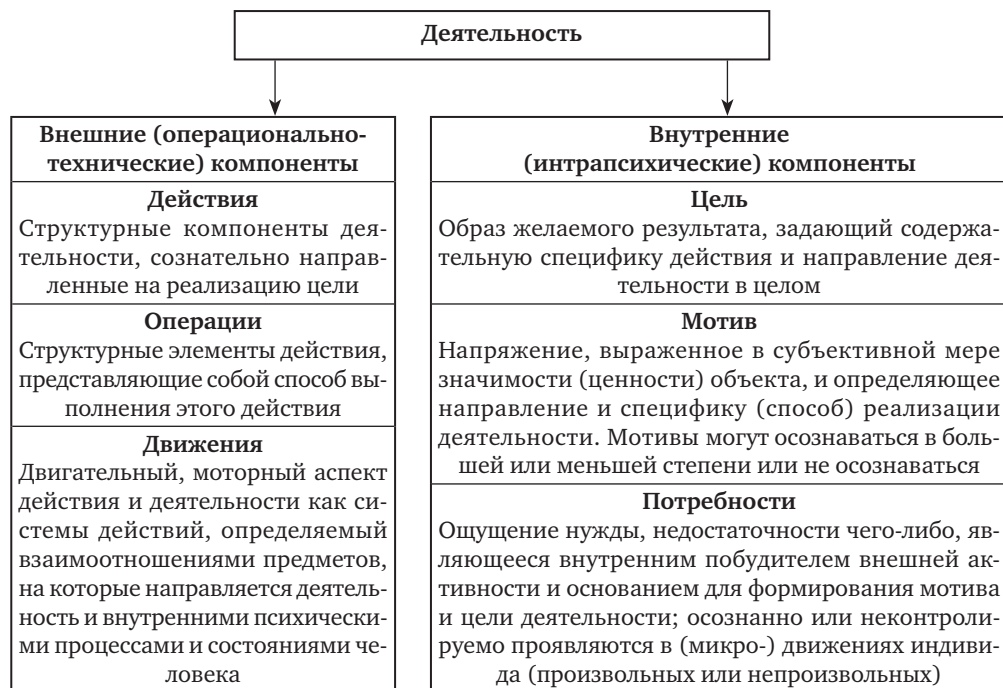 Деятельность
Внешние (операционально-
технические) компоненты
Действия
Структурные компоненты дея-
тельности, сознательно направ-
ленные на реализацию цели
Операции
Структурные элементы действия,
представляющие собой способ вы-
полнения этого действия
Движения
Двигательный, моторный аспект
действия и деятельности как си-
стемы действий, определяемый
взаимоотношениями предметов,
на которые направляется деятель-
ность и внутренними психически-
ми процессами и состояниями че-
ловека
Внутренние
(интрапсихические) компоненты
Цель
Образ желаемого результата, задающий содержа-
тельную специфику действия и направление дея-
тельности в целом
Мотив
Напряжение, выраженное в субъективной мере
значимости (ценности) объекта, и определяющее
направление и специфику (способ) реализации
деятельности. Мотивы могут осознаваться в боль-
шей или меньшей степени или не осознаваться
Потребности
Ощущение нужды, недостаточности чего-либо, яв-
ляющееся внутренним побудителем внешней ак-
тивности и основанием для формирования мотива
и цели деятельности; осознанно или неконтроли-
руемо проявляются в (микро-) движениях индиви-
да (произвольных или непроизвольных)